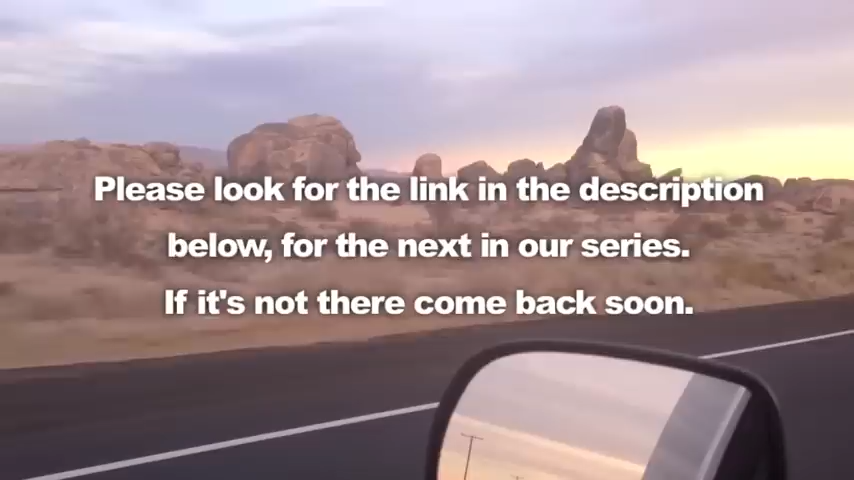 Please look for the link in the description
below, for the next in our series.
If it's not there come back soon.